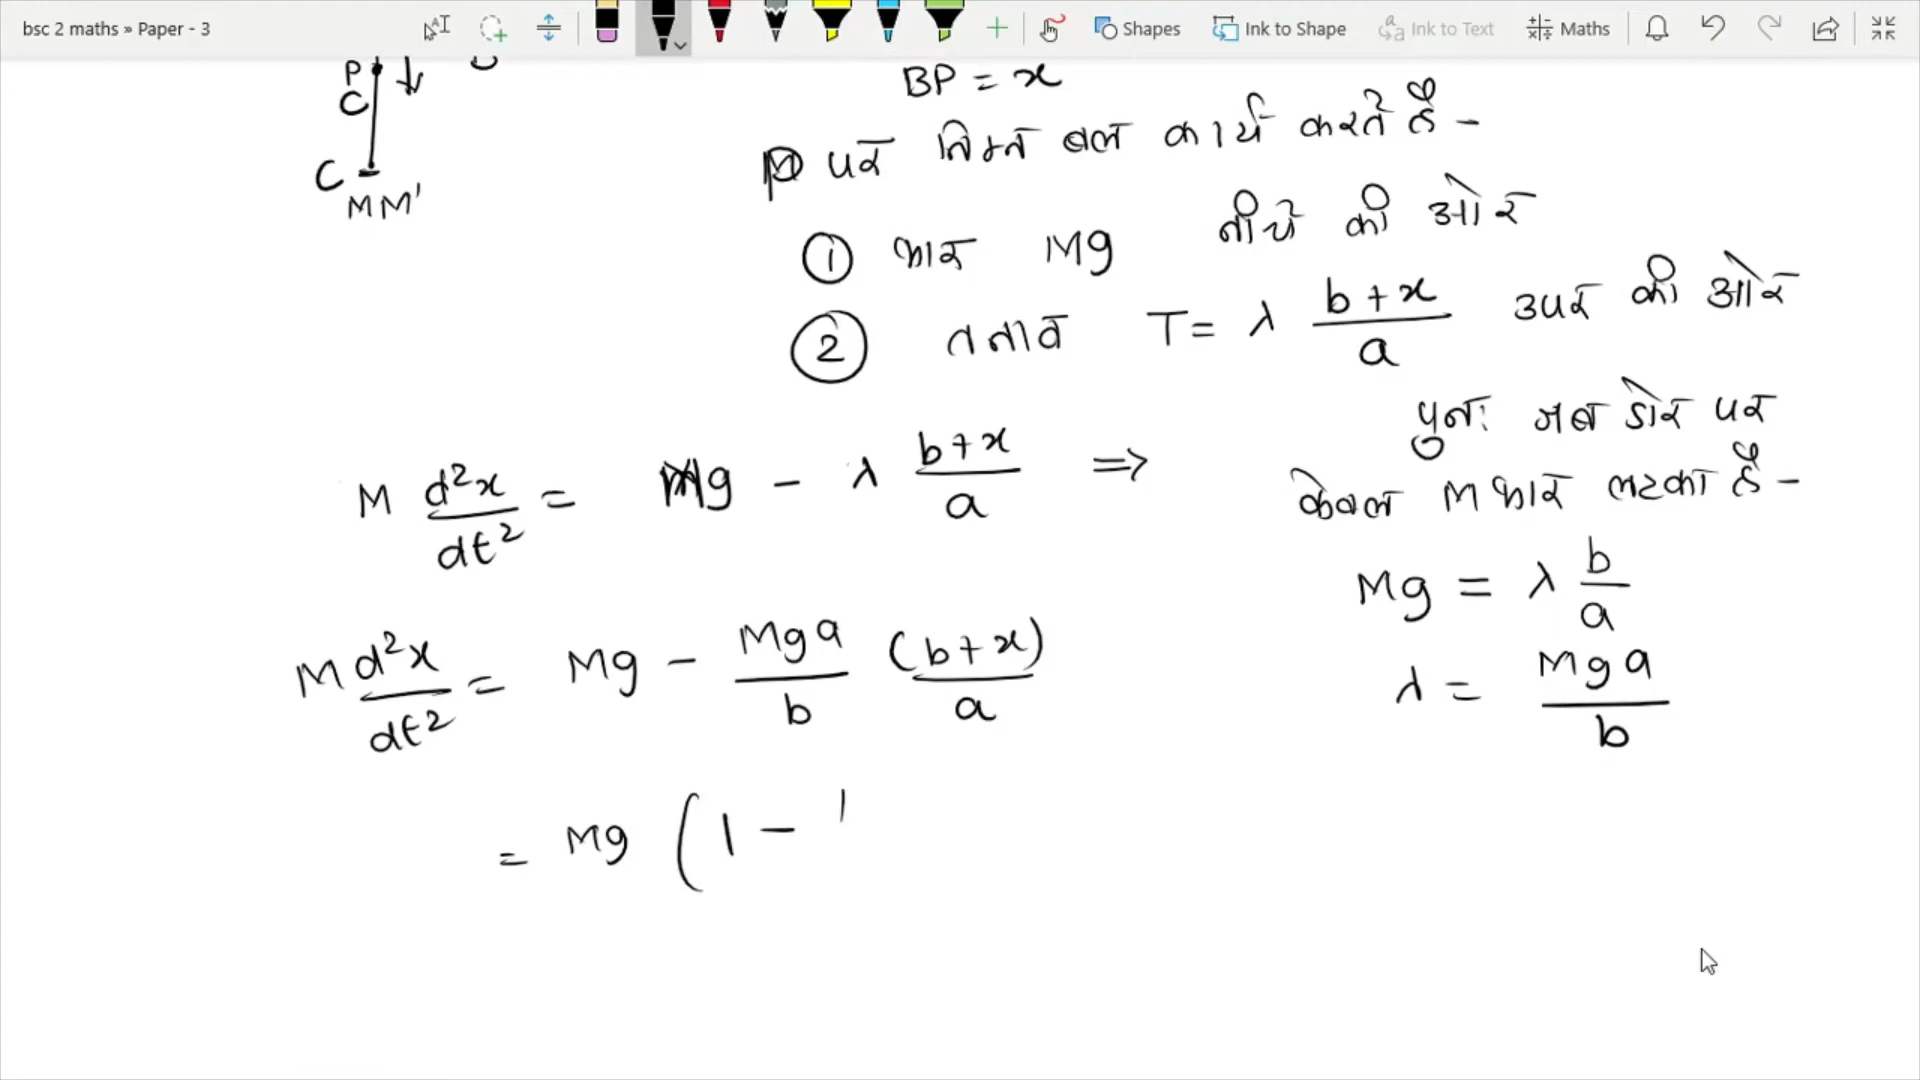 bsc 2 maths » Paper - 3
Shapes
Ink to Shape
Ink to Text
Maths
P
C
C
M M'
BP = x
P पर निम्न बल कार्य करते हैं -
① भार Mg नीचे की ओर
② तनाव T = λ (b + x)/a उपर की ओर
M d²x/dt² = Mg - λ (b + x)/a ⇒
पुनः जब डोर पर
केवल M भार लटका है -
Mg = λ b/a
λ = Mga/b
M d²x/dt² = Mg - Mga/b (b + x)/a
= Mg ( 1 -